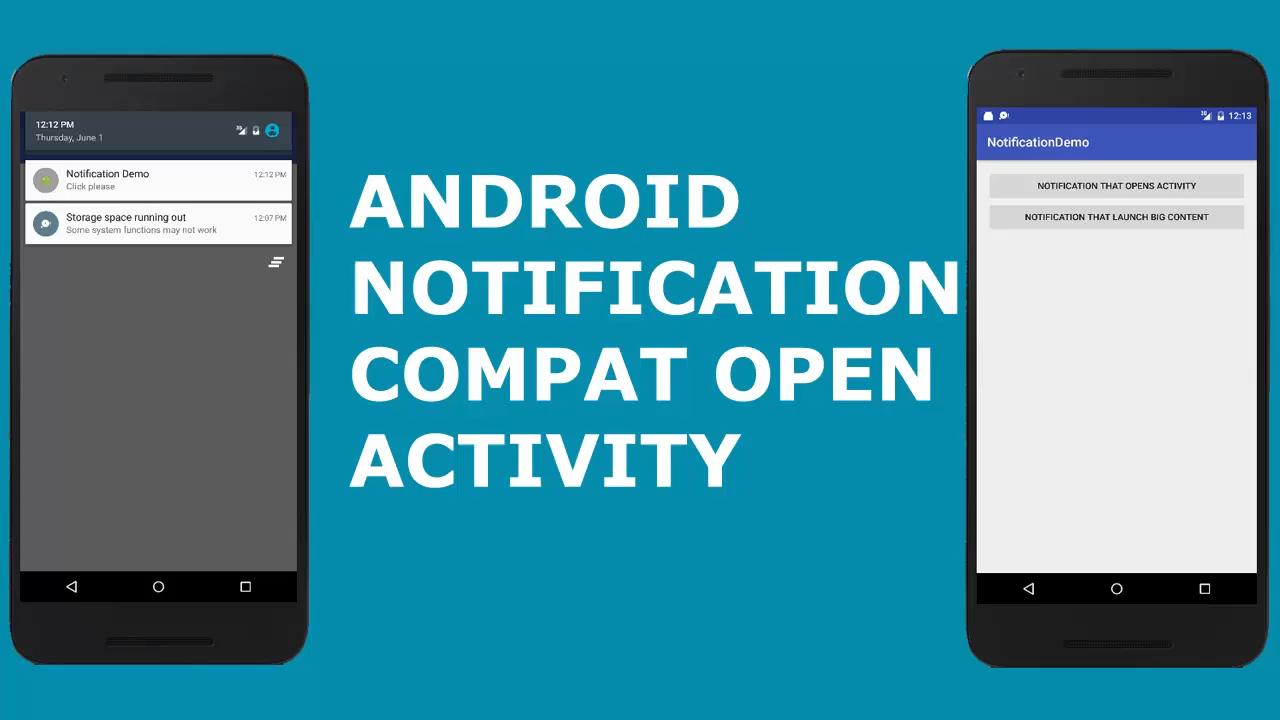 12:12 PM
Thursday, June 1
Notification Demo 12:12 PM
Click please
Storage space running out 12:07 PM
Some system functions may not work
ANDROID
NOTIFICATION
COMPAT OPEN
ACTIVITY
12:13
NotificationDemo
NOTIFICATION THAT OPENS ACTIVITY
NOTIFICATION THAT LAUNCH BIG CONTENT